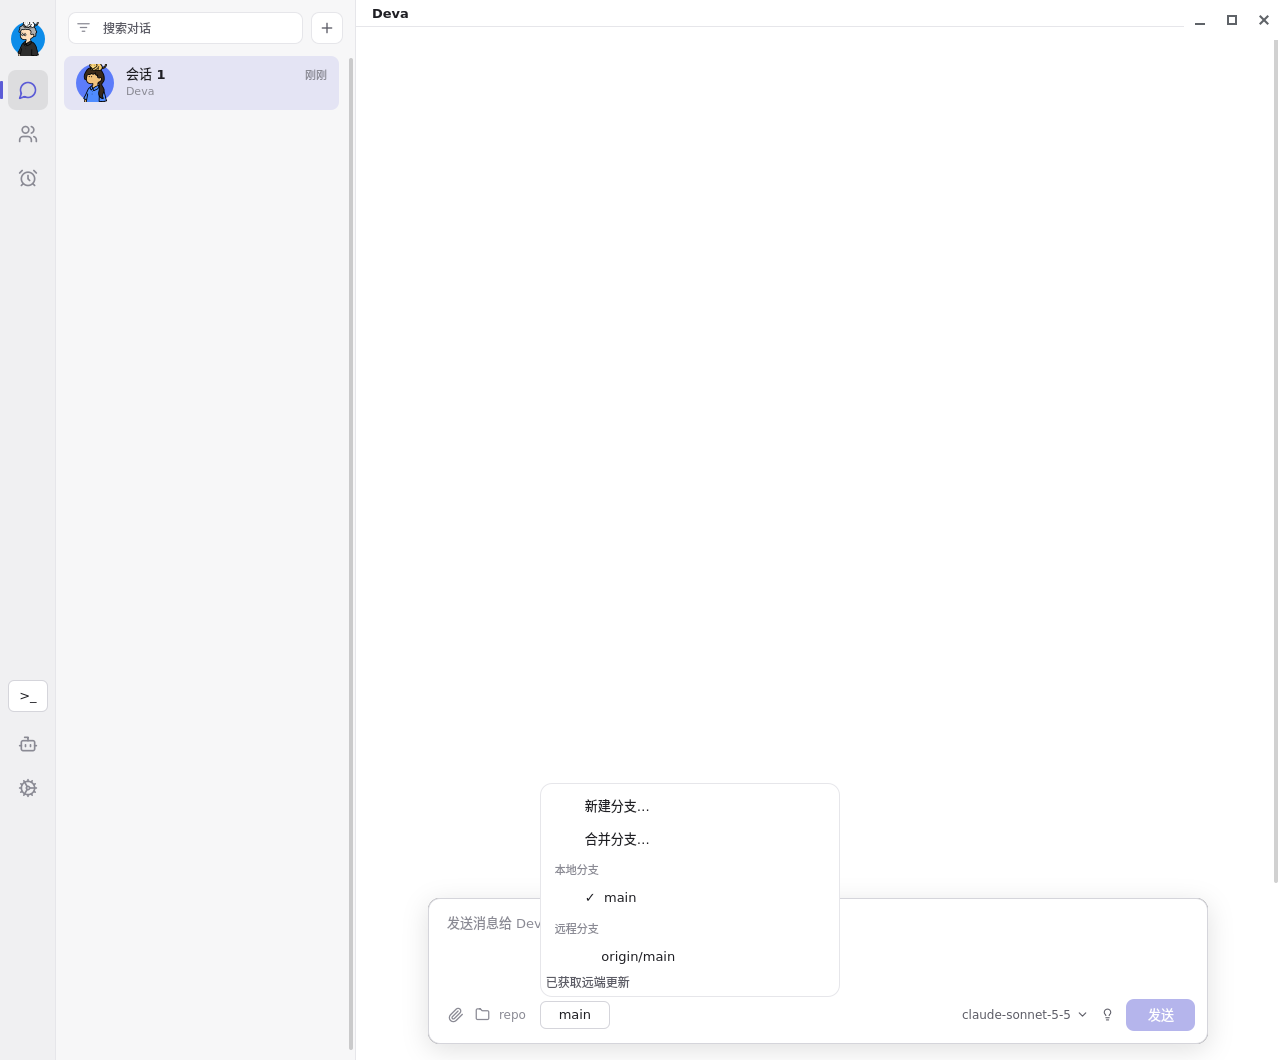 搜索对话
会话 1
刚刚
Deva
Deva
>_
新建分支...
合并分支...
本地分支
✓ main
远程分支
origin/main
已获取远端更新
发送消息给 Dev
repo
main
claude-sonnet-5-5
发送